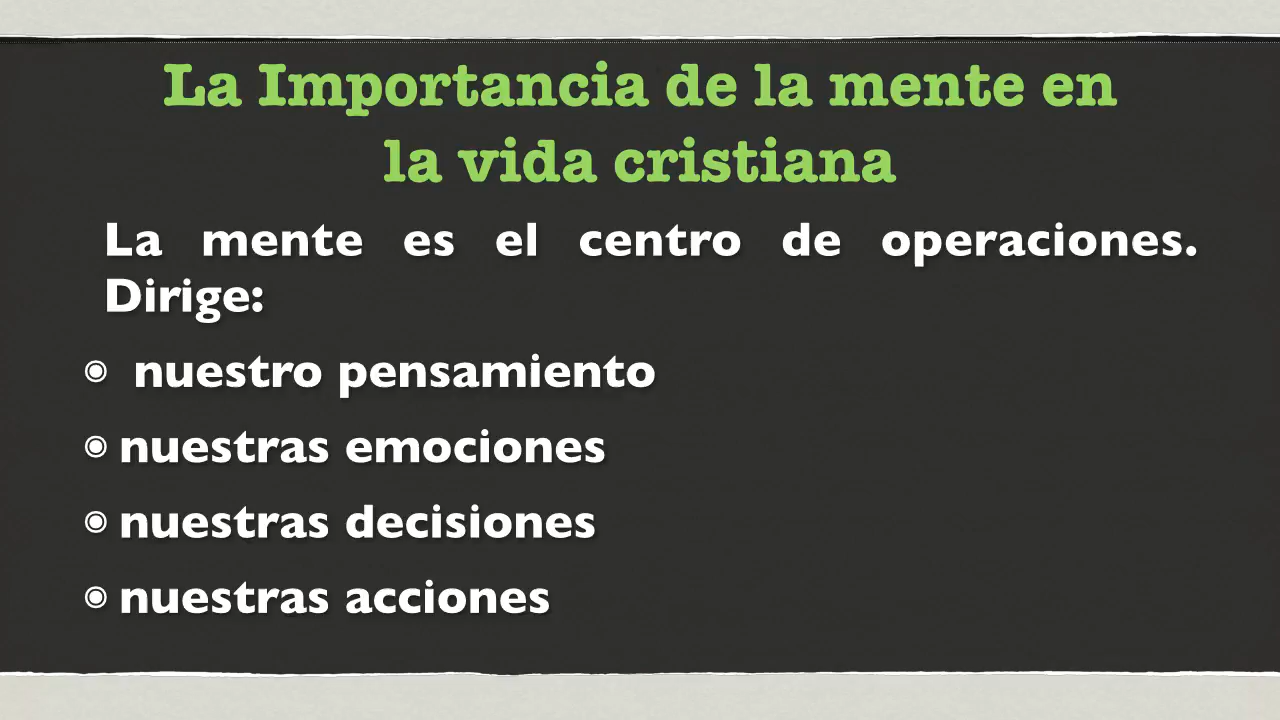 La Importancia de la mente en
la vida cristiana
La mente es el centro de operaciones.
Dirige:
nuestro pensamiento
nuestras emociones
nuestras decisiones
nuestras acciones